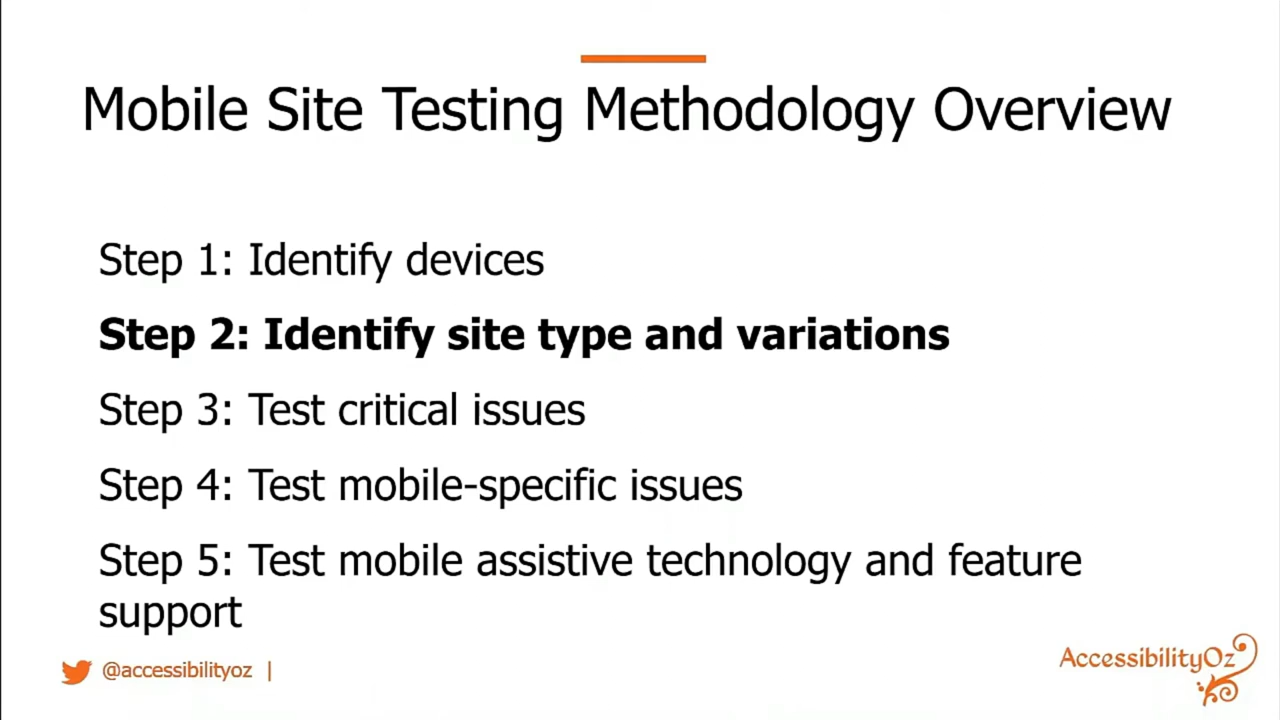 Mobile Site Testing Methodology Overview
Step 1: Identify devices
Step 2: Identify site type and variations
Step 3: Test critical issues
Step 4: Test mobile-specific issues
Step 5: Test mobile assistive technology and feature
support
@accessibilityoz |
AccessibilityOz